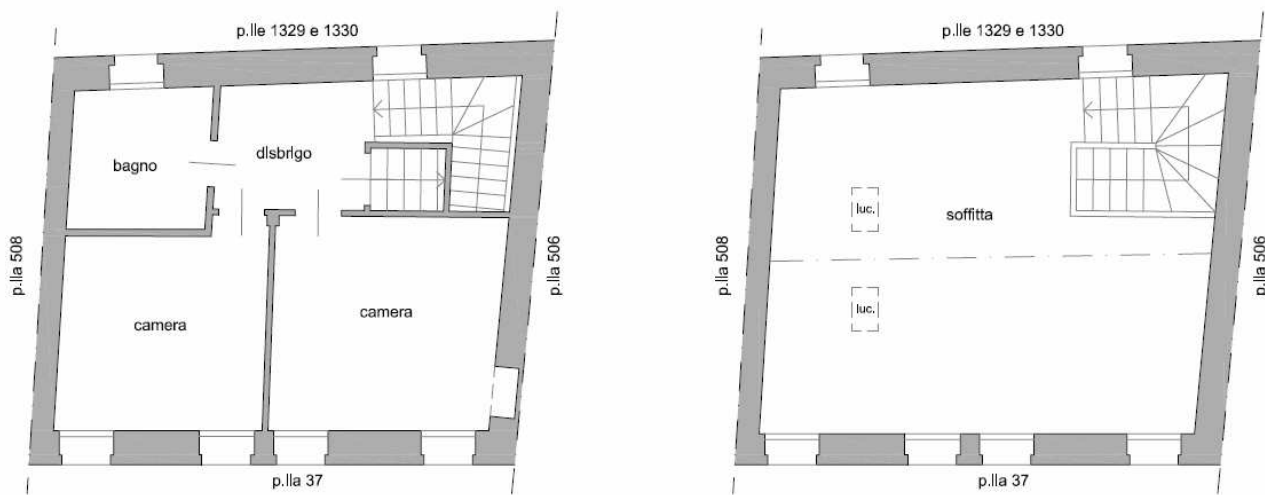 p.lle 1329 e 1330
bagno
disbrigo
p.lla 508
p.lla 506
camera
camera
p.lla 37
p.lle 1329 e 1330
luc.
soffitta
p.lla 508
p.lla 506
luc.
p.lla 37